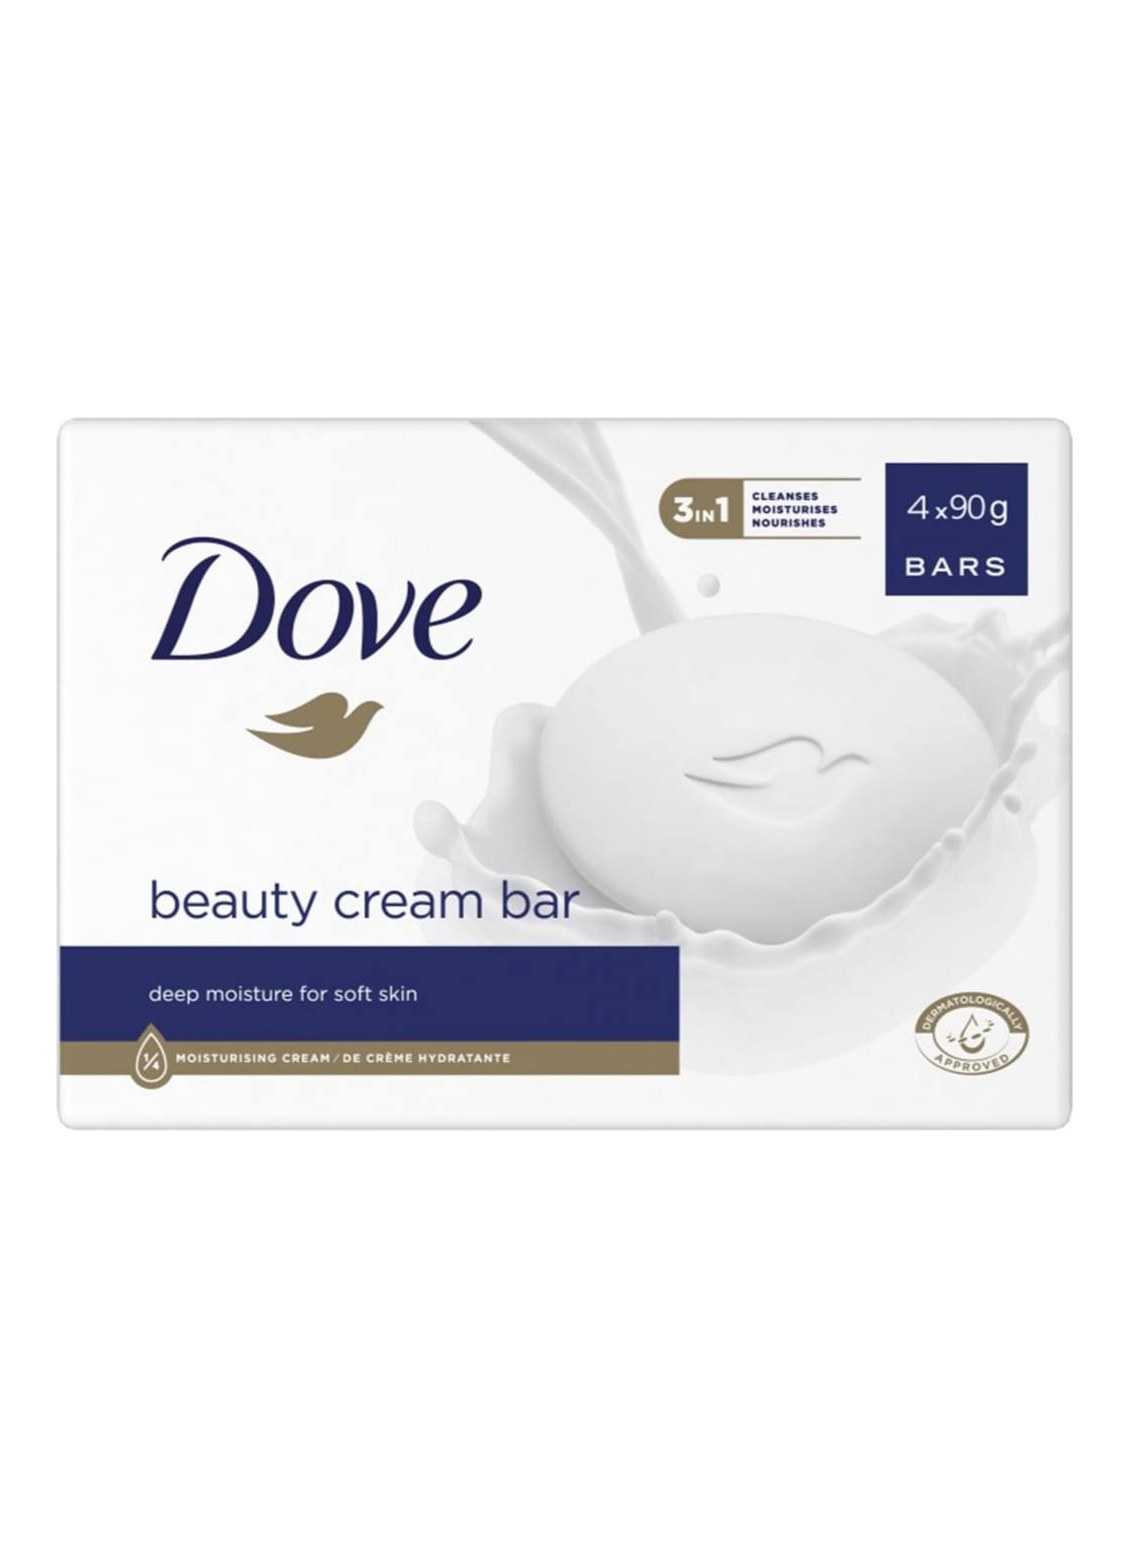 3IN1
CLEANSES
MOISTURISES
NOURISHES
4x90g
BARS
Dove
beauty cream bar
deep moisture for soft skin
1/4 MOISTURISING CREAM/DE CRÈME HYDRATANTE
DERMATOLOGICALLY
APPROVED